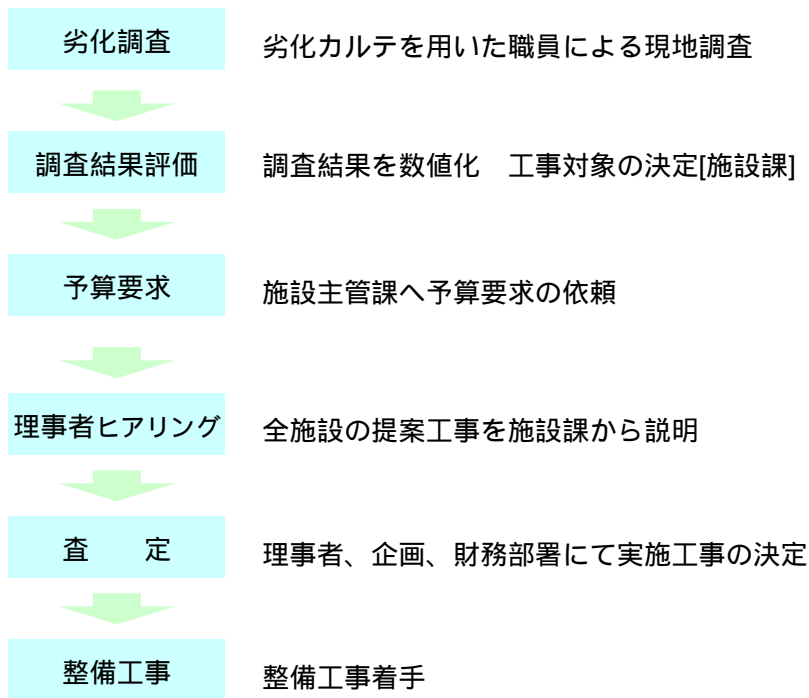 劣化調査　劣化カルテを用いた職員による現地調査
調査結果評価　調査結果を数値化　工事対象の決定[施設課]
予算要求　施設主管課へ予算要求の依頼
理事者ヒアリング　全施設の提案工事を施設課から説明
査　　定　理事者、企画、財務部署にて実施工事の決定
整備工事　整備工事着手